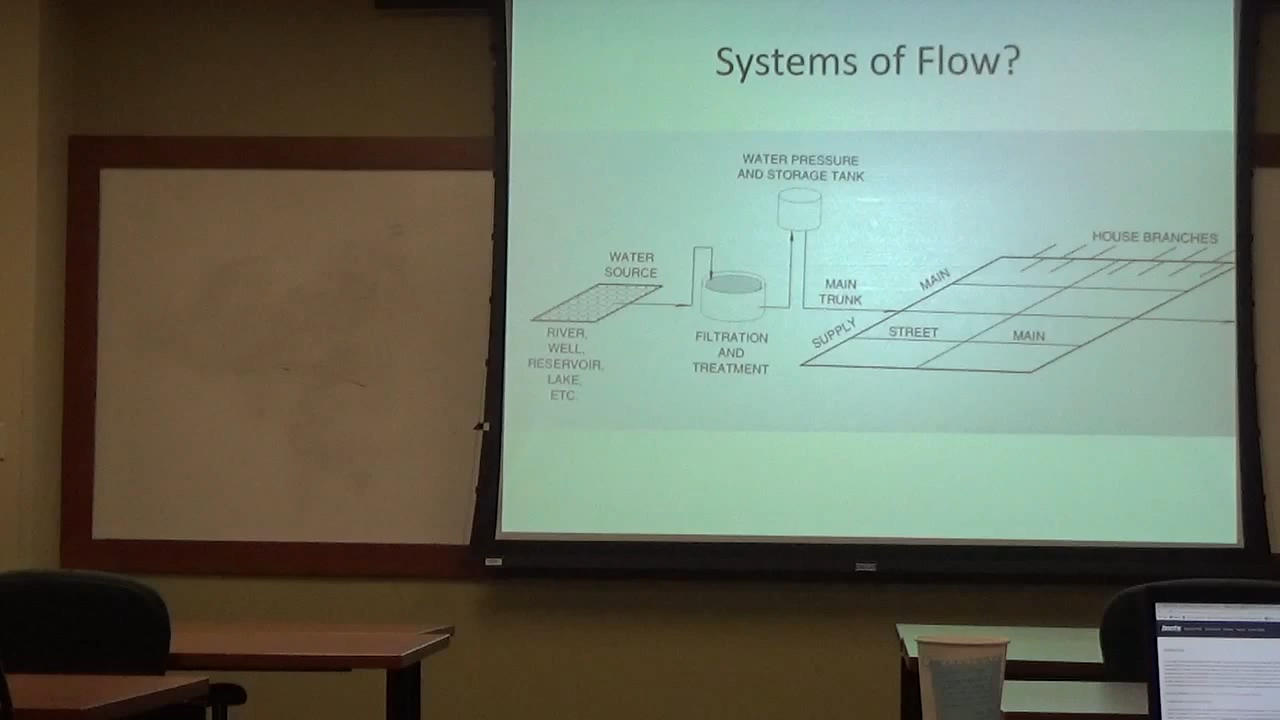 Systems of Flow?
WATER PRESSURE
AND STORAGE TANK
HOUSE BRANCHES
WATER
SOURCE
MAIN
MAIN
TRUNK
SUPPLY
STREET
MAIN
RIVER,
WELL,
RESERVOIR,
LAKE,
ETC.
FILTRATION
AND
TREATMENT